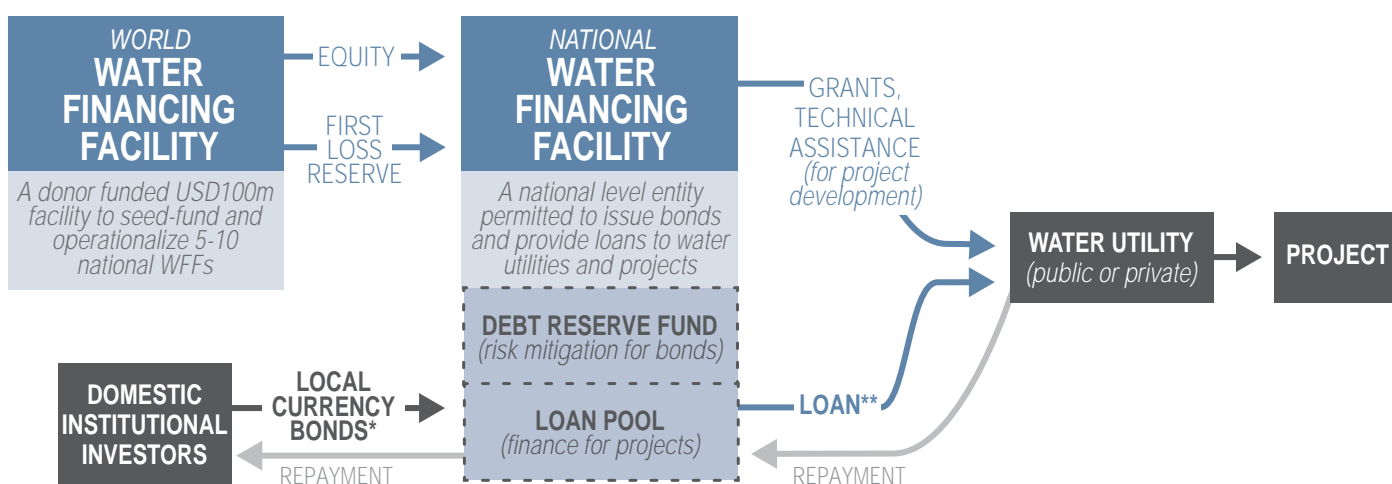 WORLD
WATER
FINANCING
FACILITY
A donor funded USD100m
facility to seed-fund and
operationalize 5-10
national WFFs
EQUITY
FIRST
LOSS
RESERVE
NATIONAL
WATER
FINANCING
FACILITY
A national level entity
permitted to issue bonds
and provide loans to water
utilities and projects
GRANTS,
TECHNICAL
ASSISTANCE
(for project
development)
WATER UTILITY
(public or private)
PROJECT
DEBT RESERVE FUND
(risk mitigation for bonds)
LOAN POOL
(finance for projects)
DOMESTIC
INSTITUTIONAL
INVESTORS
LOCAL
CURRENCY
BONDS*
REPAYMENT
LOAN**
REPAYMENT